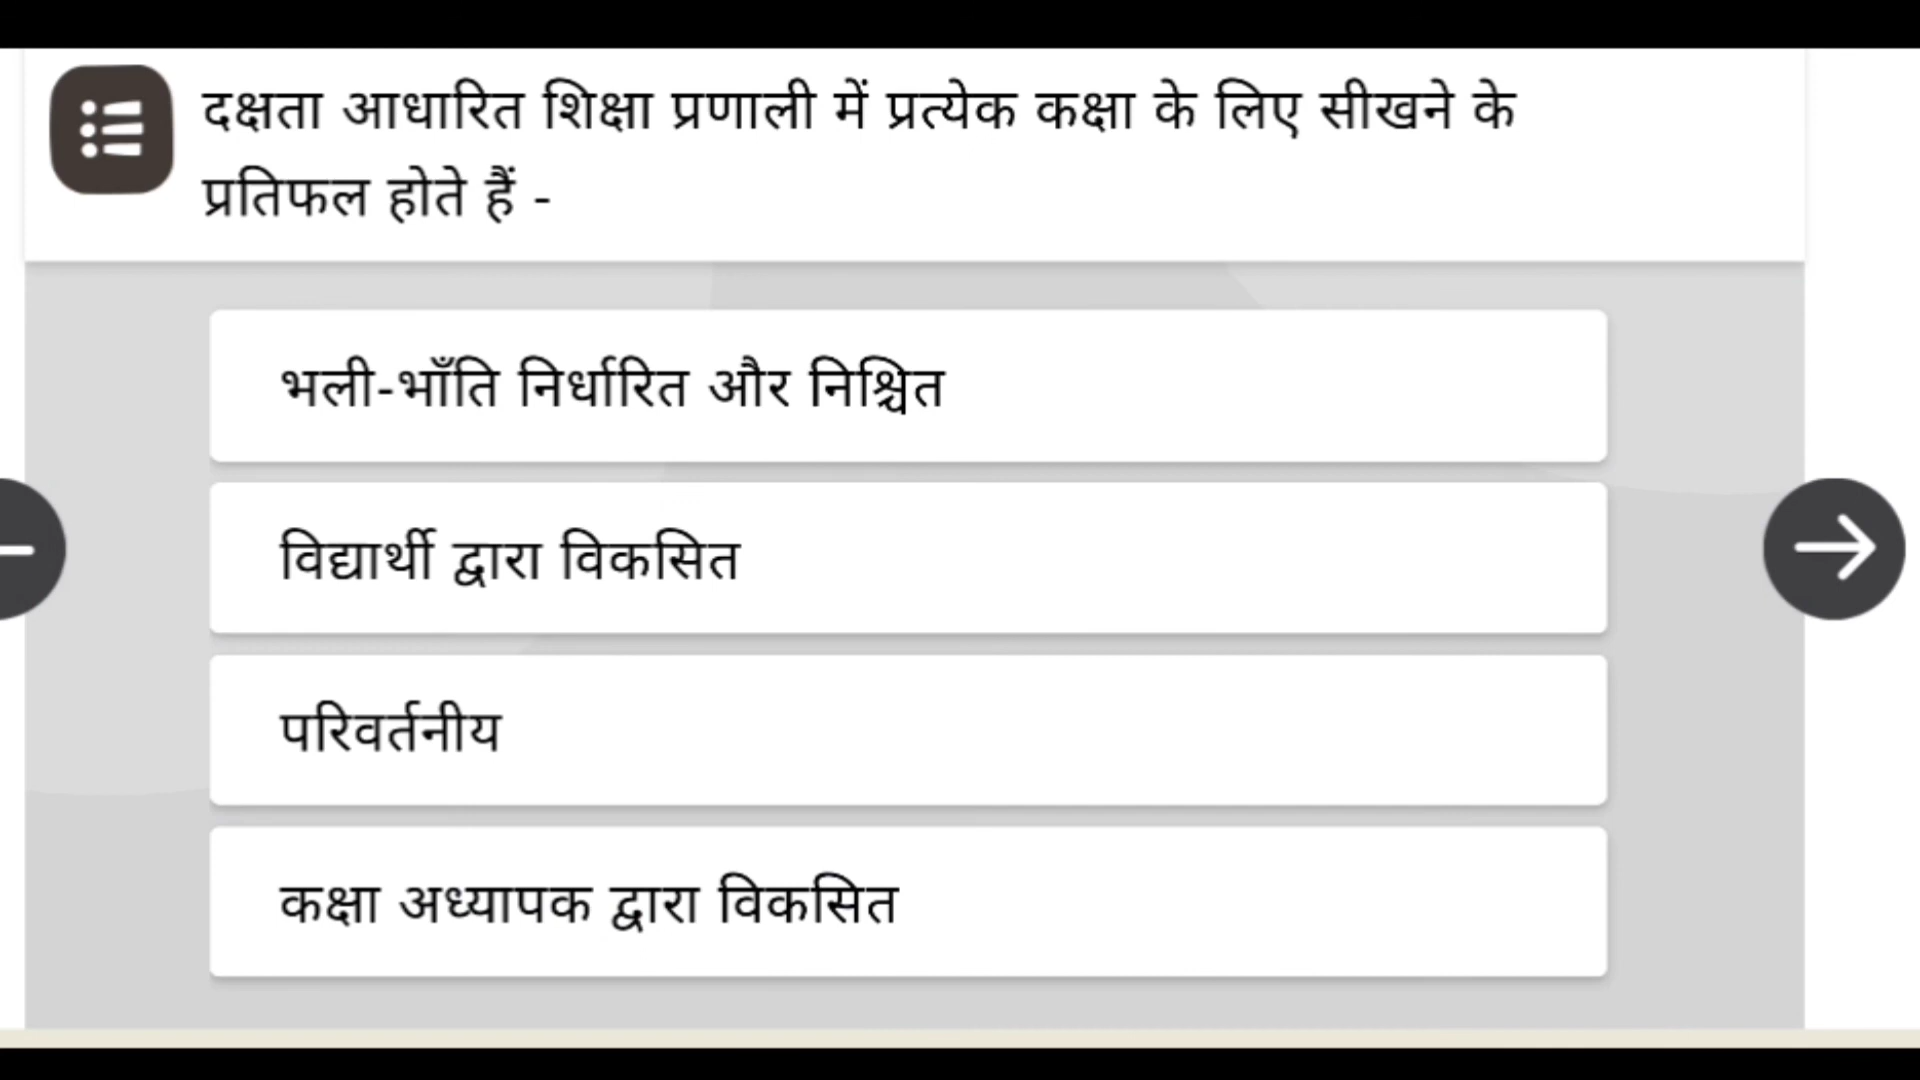 दक्षता आधारित शिक्षा प्रणाली में प्रत्येक कक्षा के लिए सीखने के
प्रतिफल होते हैं -
भली-भाँति निर्धारित और निश्चित
विद्यार्थी द्वारा विकसित
परिवर्तनीय
कक्षा अध्यापक द्वारा विकसित